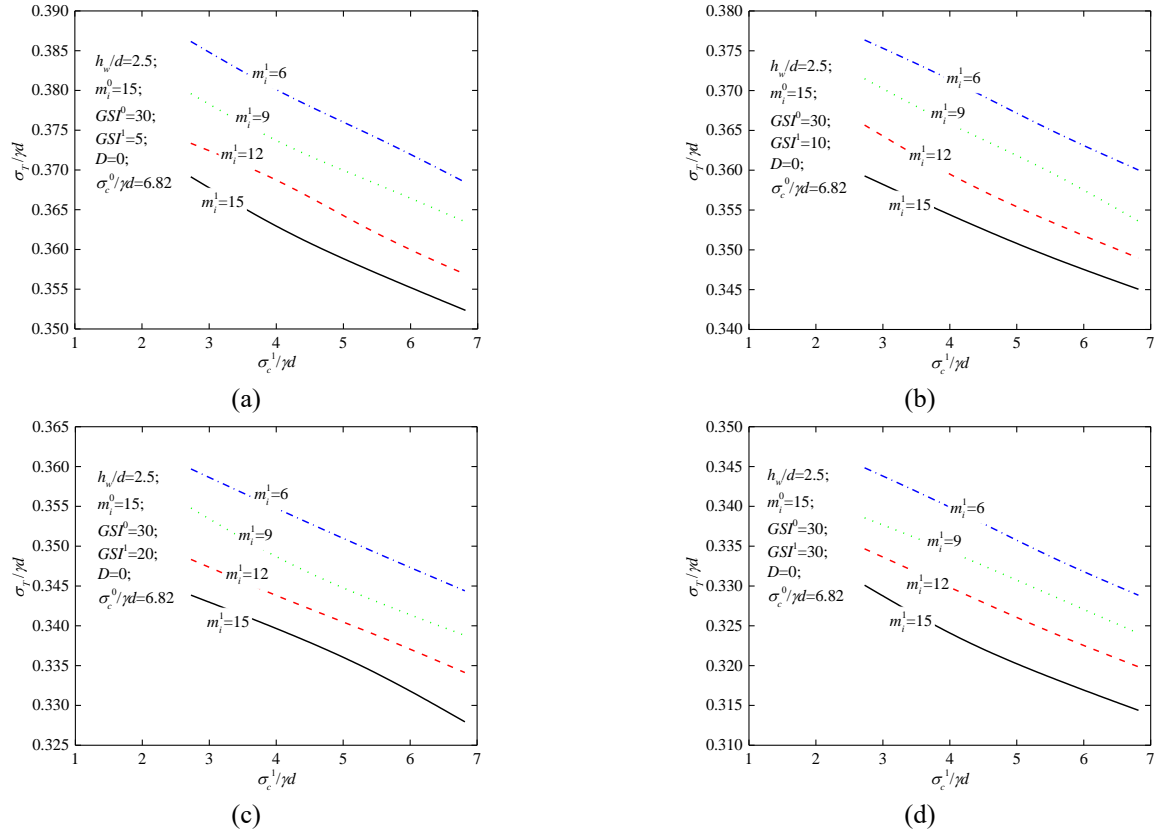 0.390
0.385
0.380
0.375
0.370
0.365
0.360
0.355
0.350
σ_T/γd
h_w/d=2.5;
m_i^0=15;
GSI^0=30;
GSI^1=5;
D=0;
σ_c^0/γd=6.82
m_i^1=6
m_i^1=9
m_i^1=12
m_i^1=15
1 2 3 4 5 6 7
σ_c^1/γd
(a)
0.380
0.375
0.370
0.365
0.360
0.355
0.350
0.345
0.340
σ_T/γd
h_w/d=2.5;
m_i^0=15;
GSI^0=30;
GSI^1=10;
D=0;
σ_c^0/γd=6.82
m_i^1=6
m_i^1=9
m_i^1=12
m_i^1=15
1 2 3 4 5 6 7
σ_c^1/γd
(b)
0.365
0.360
0.355
0.350
0.345
0.340
0.335
0.330
0.325
σ_T/γd
h_w/d=2.5;
m_i^0=15;
GSI^0=30;
GSI^1=20;
D=0;
σ_c^0/γd=6.82
m_i^1=6
m_i^1=9
m_i^1=12
m_i^1=15
1 2 3 4 5 6 7
σ_c^1/γd
(c)
0.350
0.345
0.340
0.335
0.330
0.325
0.320
0.315
0.310
σ_T/γd
h_w/d=2.5;
m_i^0=15;
GSI^0=30;
GSI^1=30;
D=0;
σ_c^0/γd=6.82
m_i^1=6
m_i^1=9
m_i^1=12
m_i^1=15
1 2 3 4 5 6 7
σ_c^1/γd
(d)